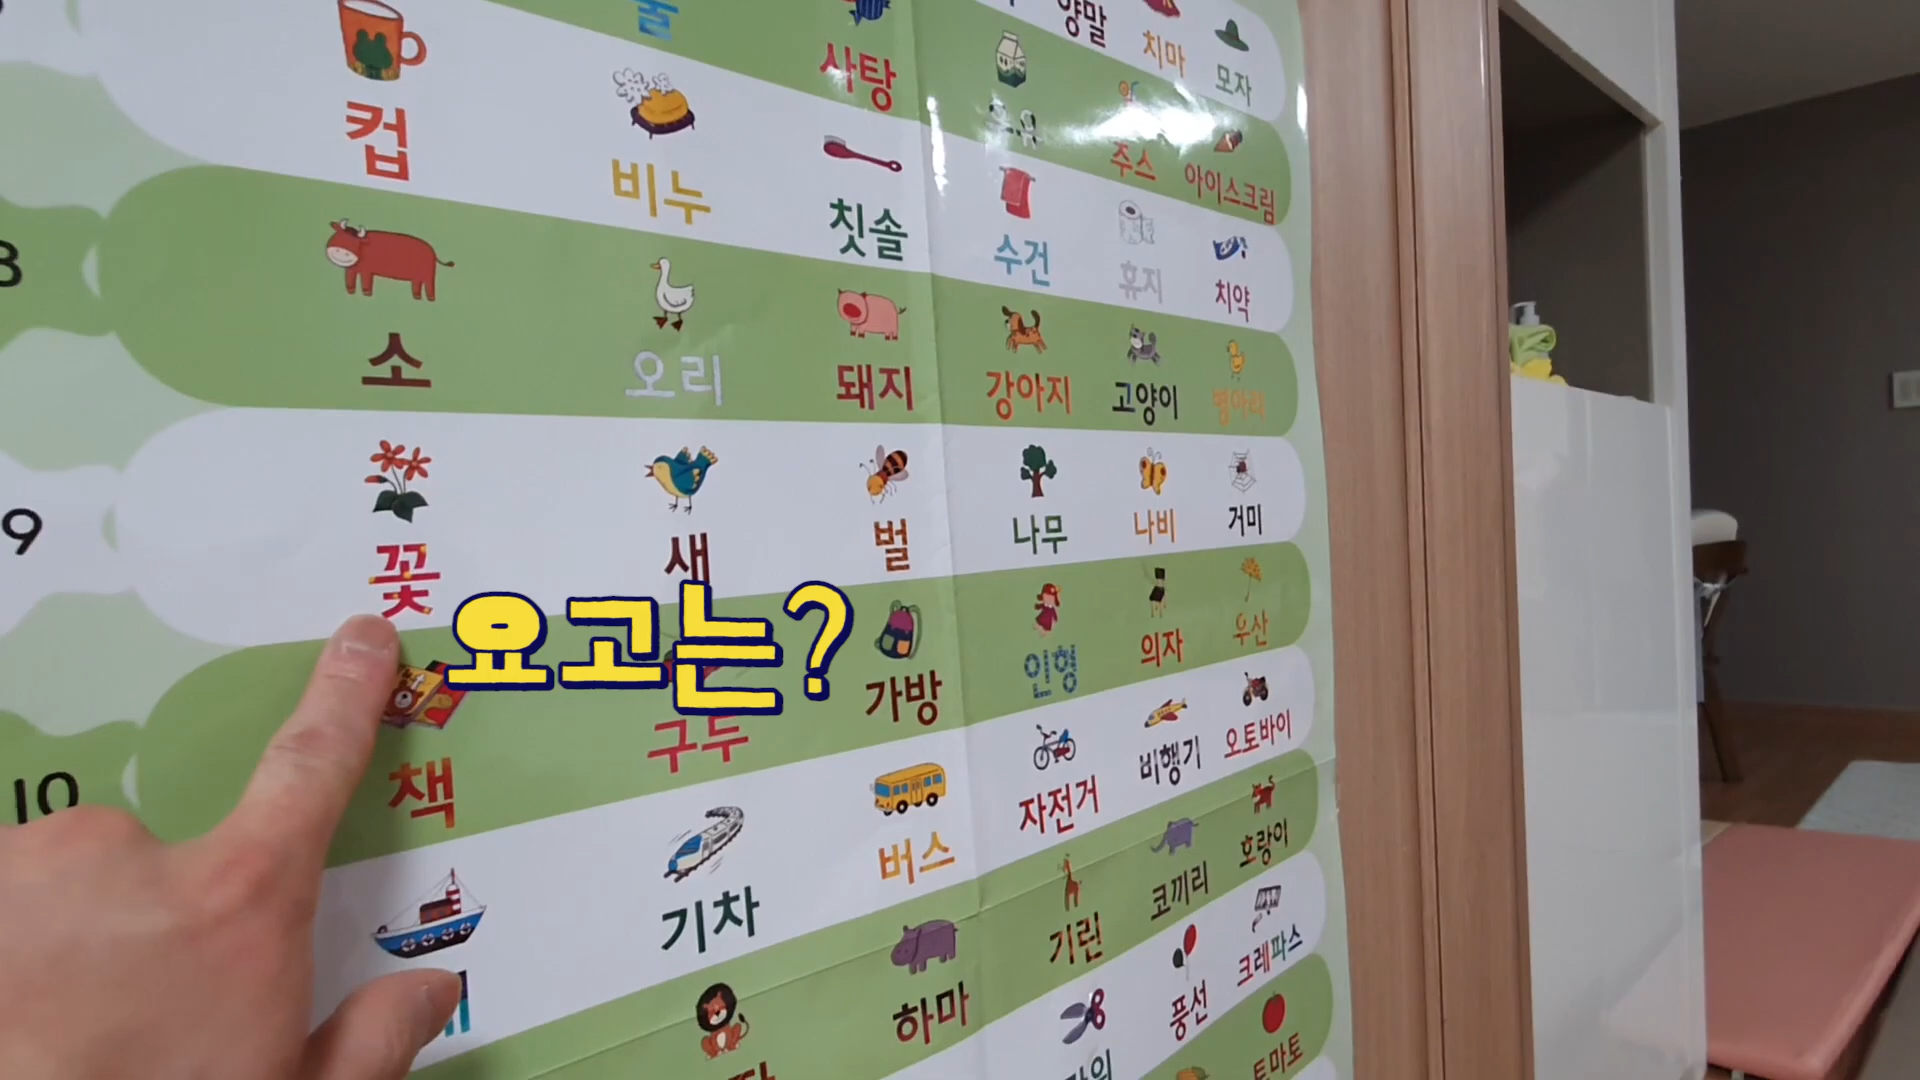 양말 치마 모자
사탕 주스 아이스크림
컵 비누 칫솔 수건 휴지 치약
8 소 오리 돼지 강아지 고양이 병아리
9 꽃 새 벌 나무 나비 거미
요고는?
10 책 구두 가방 인형 의자 우산
기차 버스 자전거 비행기 오토바이
하마 기린 코끼리 호랑이
풍선 크레파스
토마토